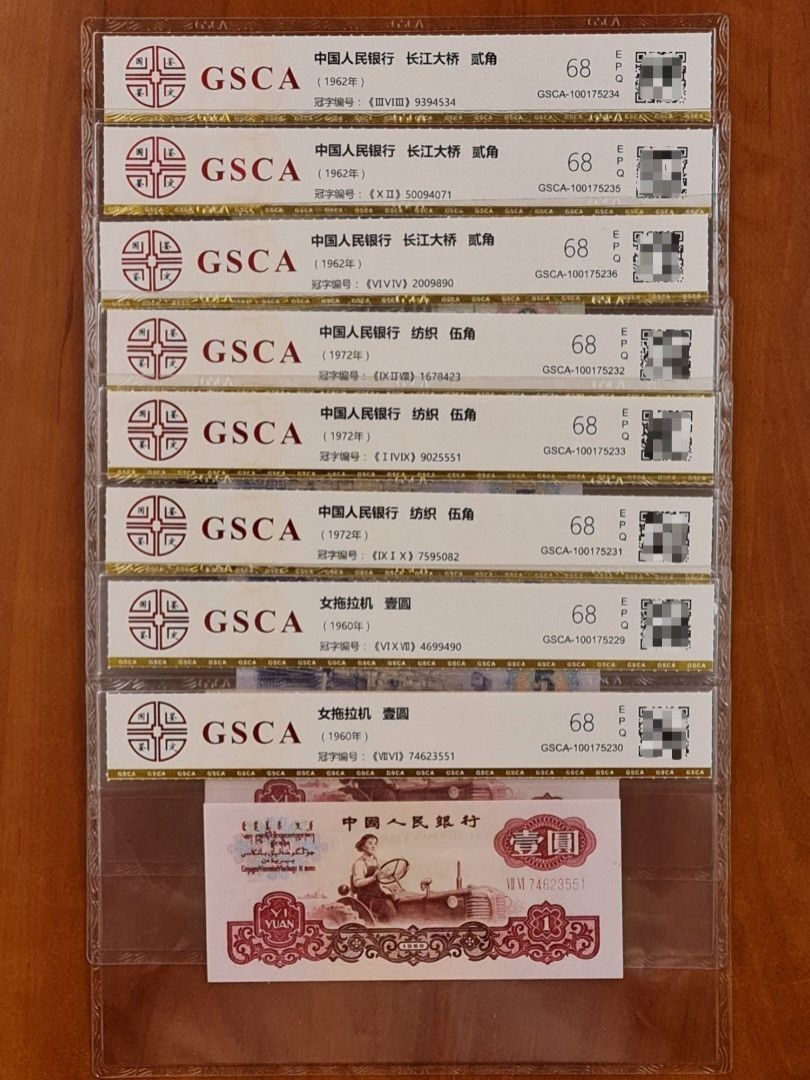 GSCA
中国人民银行 长江大桥 贰角
（1962年）
冠字编号：《ⅢⅥⅢ》9394534
68
EPQ
GSCA-100175234
GSCA
中国人民银行 长江大桥 贰角
（1962年）
冠字编号：《ⅩⅡ》50094071
68
EPQ
GSCA-100175235
GSCA
中国人民银行 长江大桥 贰角
（1962年）
冠字编号：《ⅥⅣ》2009890
68
EPQ
GSCA-100175236
GSCA
中国人民银行 纺织 伍角
（1972年）
冠字编号：《ⅨⅡⅧ》1678423
68
EPQ
GSCA-100175232
GSCA
中国人民银行 纺织 伍角
（1972年）
冠字编号：《ⅠⅣⅨ》9025551
68
EPQ
GSCA-100175233
GSCA
中国人民银行 纺织 伍角
（1972年）
冠字编号：《ⅨⅠⅩ》7595082
68
EPQ
GSCA-100175231
GSCA
女拖拉机 壹圆
（1960年）
冠字编号：《ⅥⅩⅦ》4699490
68
EPQ
GSCA-100175229
GSCA
女拖拉机 壹圆
（1960年）
冠字编号：《ⅦⅥ》74623551
68
EPQ
GSCA-100175230
中國人民銀行
壹圓
ⅦⅥ 74623551
YI
YUAN
1960
1